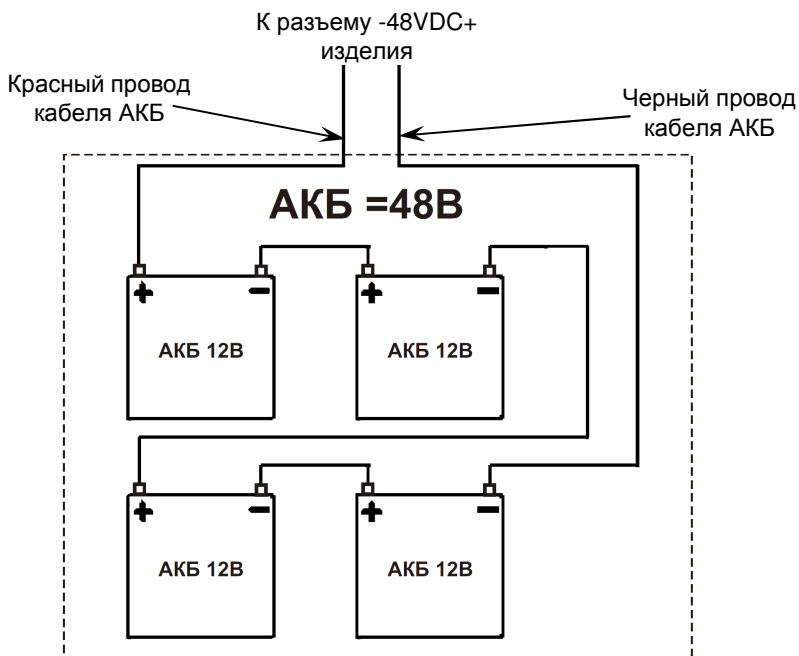 К разъему -48VDC+
изделия
Красный провод
кабеля АКБ
Черный провод
кабеля АКБ
АКБ =48В
+ - + -
АКБ 12В АКБ 12В
+ - + -
АКБ 12В АКБ 12В